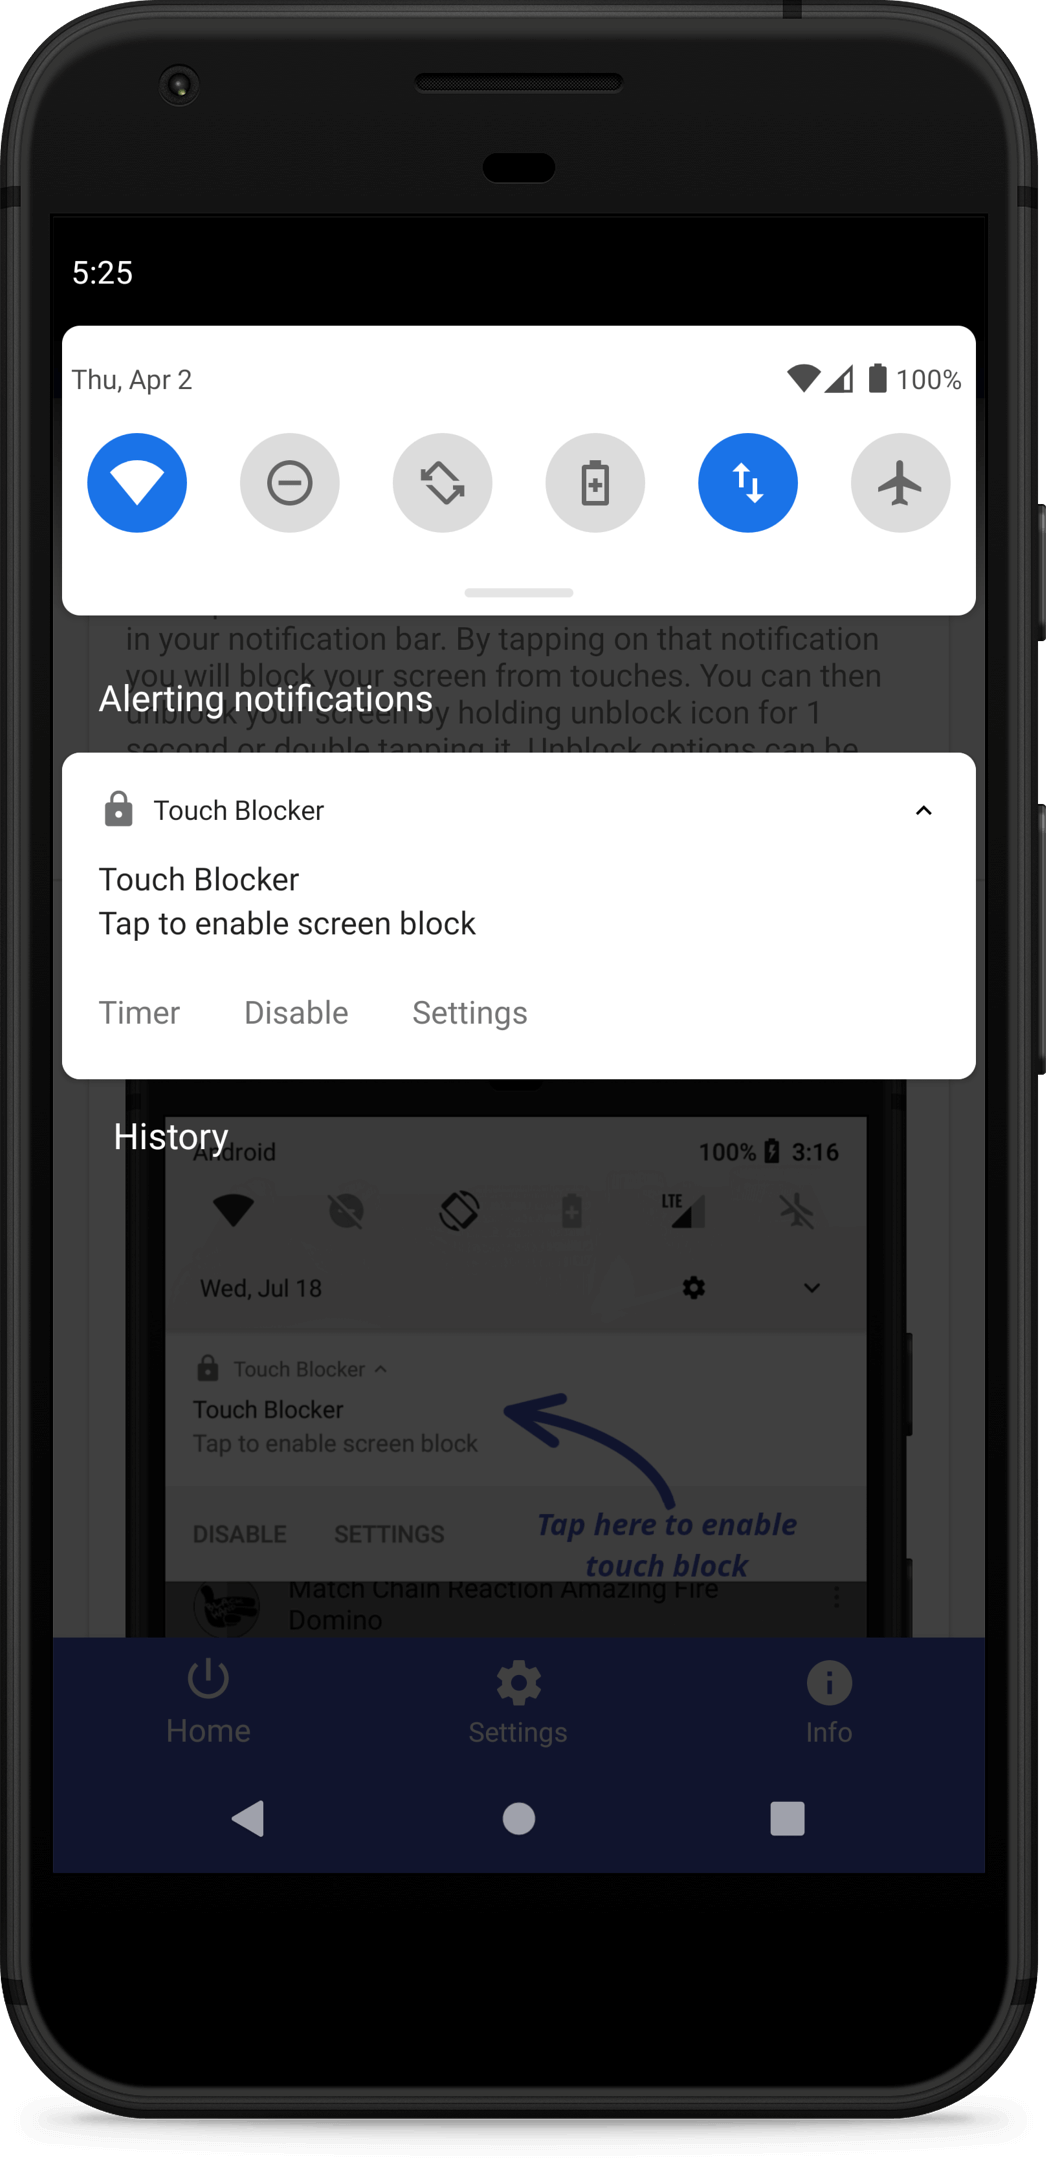 5:25
Thu, Apr 2
100%
in your notification bar. By tapping on that notification
you will block your screen from touches. You can then
Alerting notifications
unblock your screen by holding unblock icon for 1
second or double tapping it. Unblock options can be
Touch Blocker
Touch Blocker
Tap to enable screen block
Timer Disable Settings
History
Android 100% 3:16
LTE
Wed, Jul 18
Touch Blocker
Touch Blocker
Tap to enable screen block
DISABLE SETTINGS
Tap here to enable
touch block
Match Chain Reaction Amazing Fire
Domino
Home Settings Info